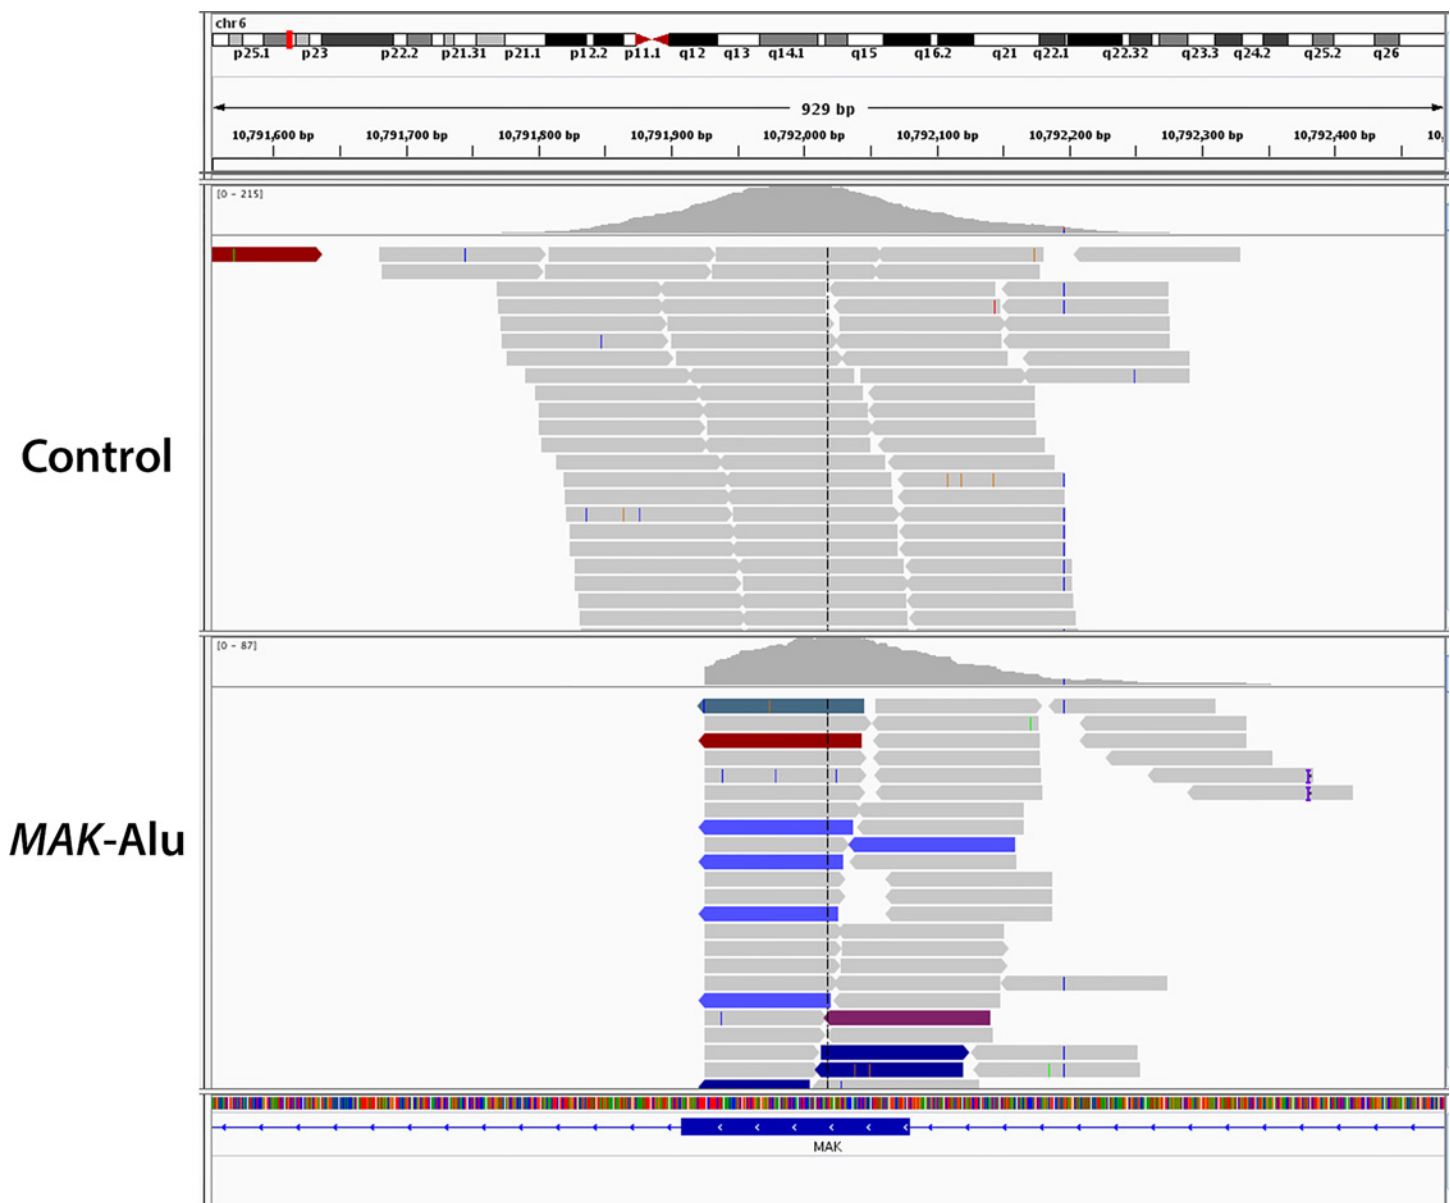 chr6
p25.1 p23 p22.2 p21.31 p21.1 p12.2 p11.1 q12 q13 q14.1 q15 q16.2 q21 q22.1 q22.32 q23.3 q24.2 q25.2 q26
929 bp
10,791,600 bp 10,791,700 bp 10,791,800 bp 10,791,900 bp 10,792,000 bp 10,792,100 bp 10,792,200 bp 10,792,300 bp 10,792,400 bp 10,
[0 - 215]
Control
[0 - 87]
MAK-Alu
MAK